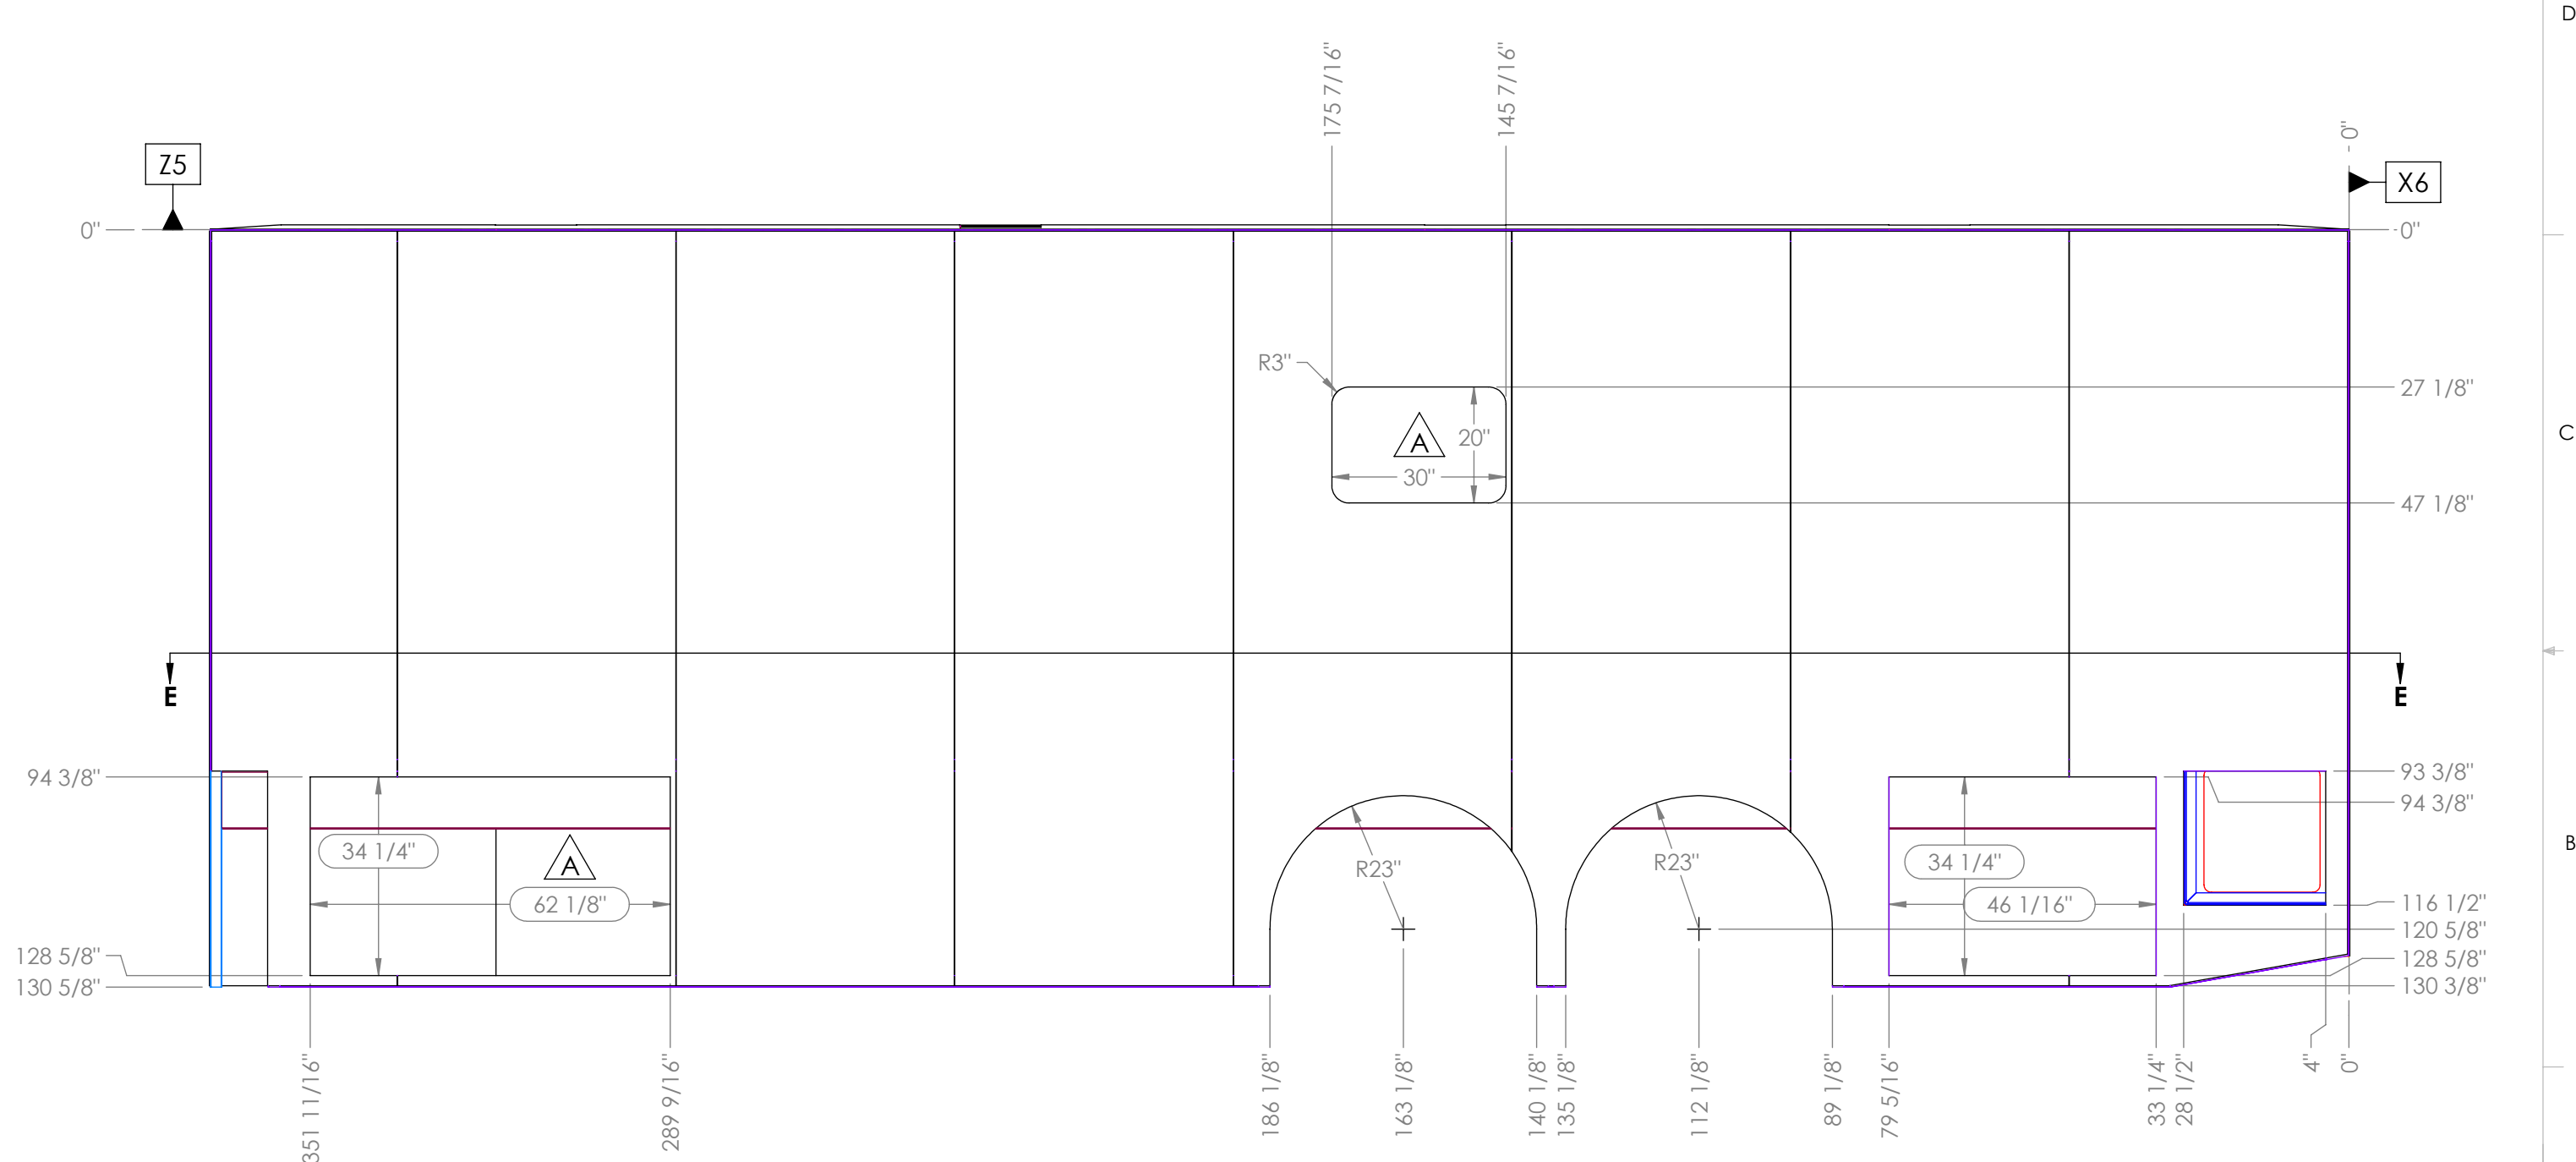 D
175 7/16"
145 7/16"
0"
Z5
X6
0"
0"
R3"
27 1/8"
A
20"
C
30"
47 1/8"
E
E
94 3/8"
93 3/8"
94 3/8"
34 1/4"
A
R23"
R23"
34 1/4"
B
62 1/8"
46 1/16"
116 1/2"
120 5/8"
128 5/8"
128 5/8"
130 5/8"
130 3/8"
351 11/16"
289 9/16"
186 1/8"
163 1/8"
140 1/8"
135 1/8"
112 1/8"
89 1/8"
79 5/16"
33 1/4"
28 1/2"
4"
0"